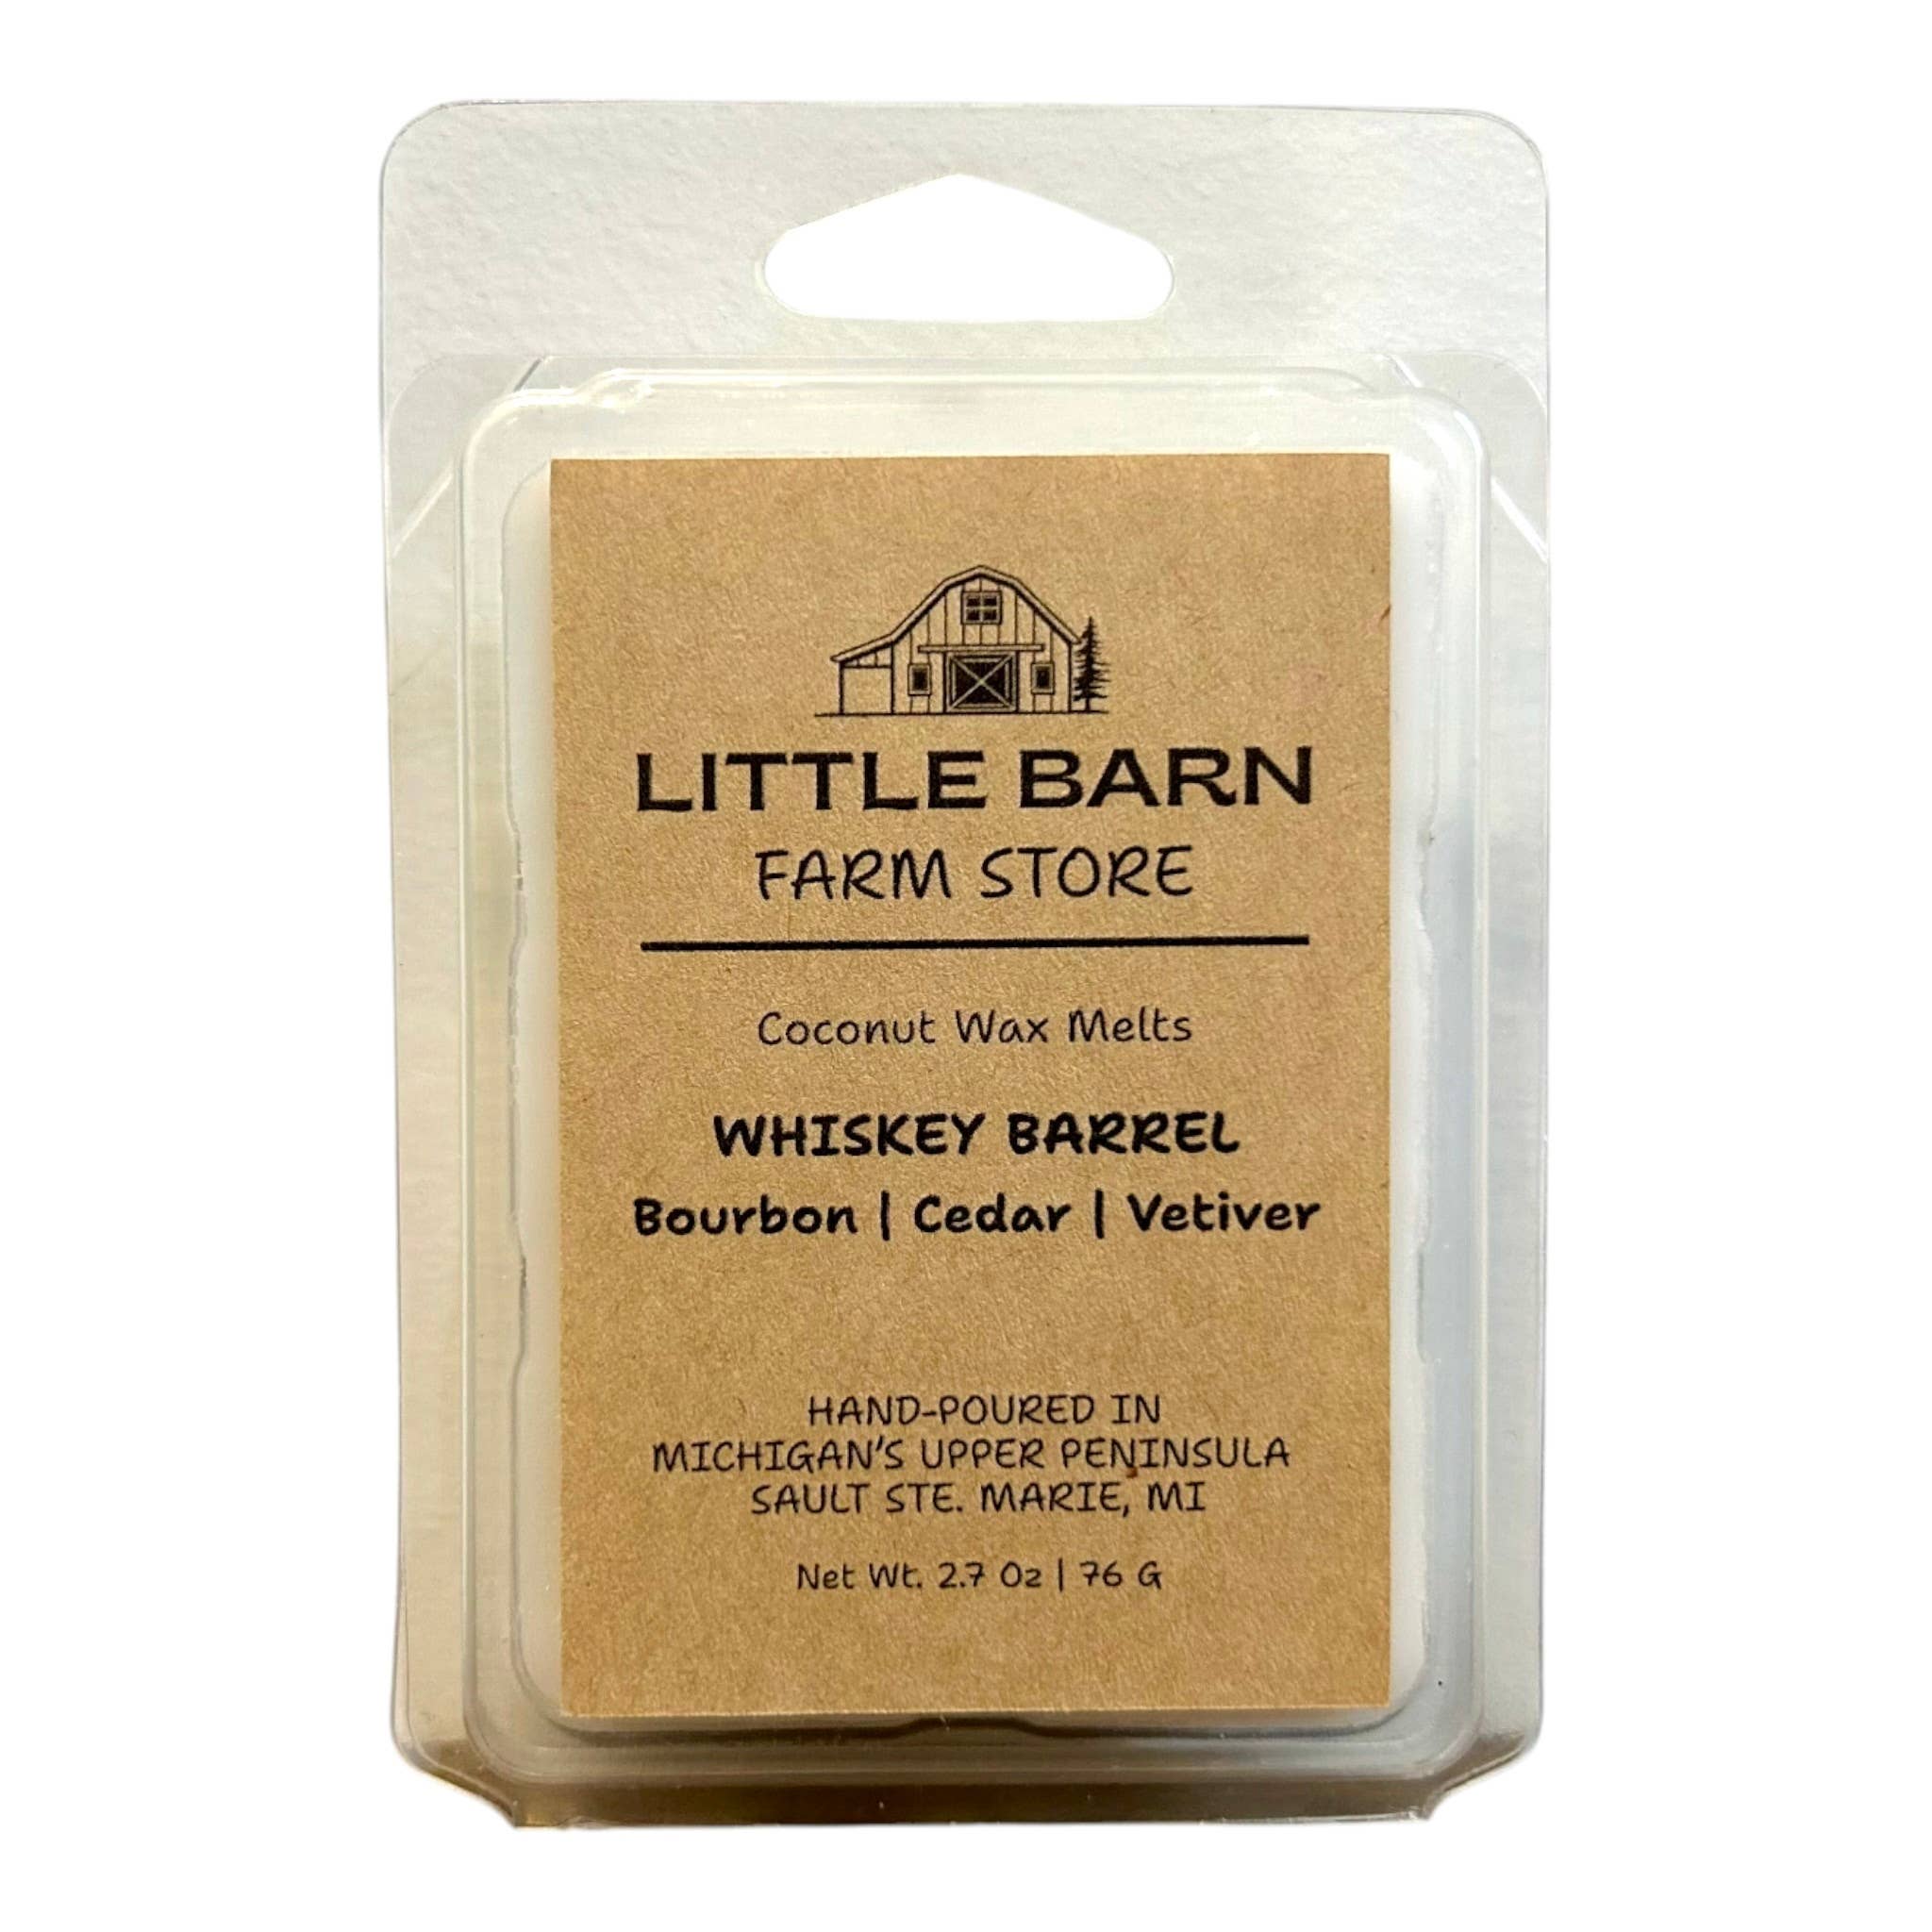 LITTLE BARN
FARM STORE
Coconut Wax Melts
WHISKEY BARREL
Bourbon | Cedar | Vetiver
HAND-POURED IN
MICHIGAN'S UPPER PENINSULA
SAULT STE. MARIE, MI
Net Wt. 2.7 Oz | 76 G